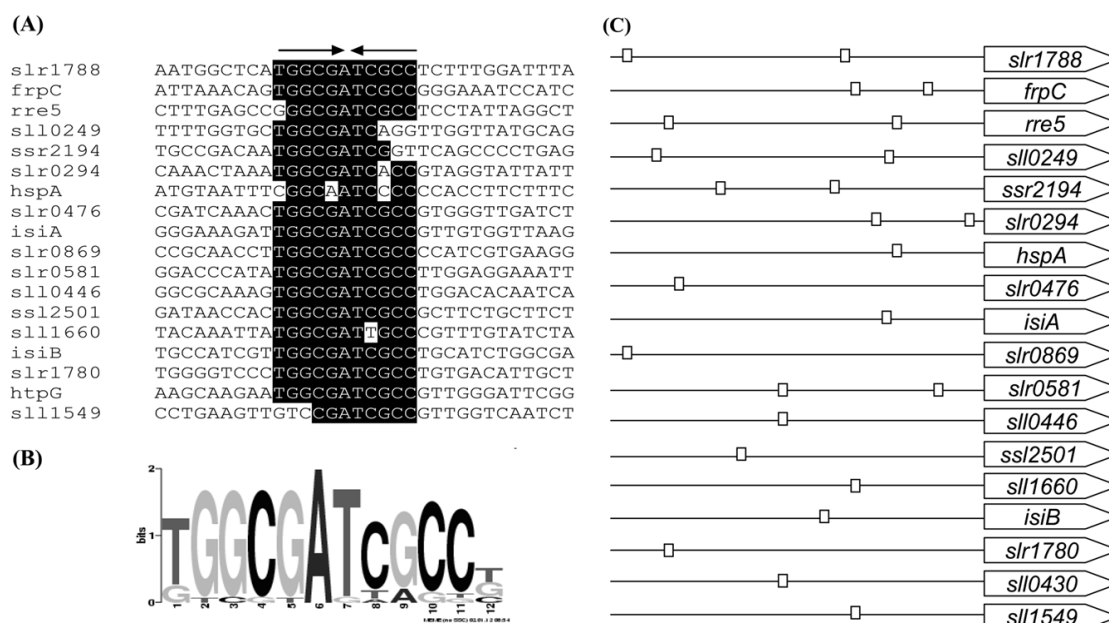 (A)
slr1788 AATGGCTCATGGCGATCGCCTCTTTGGATTTA
frpC ATTAAACAGTGGCGATCGCCGGGAAATCCATC
rre5 CTTTGAGCCGGGCGATCGCCTCCTATTAGGCT
sll0249 TTTTGGTGCTGGCGATCAGGTTGGTTATGCAG
ssr2194 TGCCGACAATGGCGATCGGTTCAGCCCCTGAG
slr0294 CAAACTAAATGGCGATCACCGTAGGTATTATT
hspA ATGTAATTTCGGCAATCCCCCCACCTTCTTTC
slr0476 CGATCAAACTGGCGATCGCCGTGGGTTGATCT
isiA GGGAAAGATTGGCGATCGCCGTTGTGGTTAAG
slr0869 CCGCAACCTTGGCGATCGCCCCATCGTGAAGG
slr0581 GGACCCATATGGCGATCGCCTTGGAGGAAATT
sll0446 GGCGCAAAGTGGCGATCGCCTGGACACAATCA
ssl2501 GATAACCACTGGCGATCGCCGCTTCTGCTTCT
sll1660 TACAAATTATGGCGATTGCCCGTTTGTATCTA
isiB TGCCATCGTTGGCGATCGCCTGCATCTGGCGA
slr1780 TGGGGTCCCTGGCGATCGCCTGTGACATTGCT
htpG AAGCAAGAATGGCGATCGCCGTTGGGATTCGG
sll1549 CCTGAAGTTGTCCGATCGCCGTTGGTCAATCT
(B)
2
bits
1
0
TGGCGATCGCCT
1 2 3 4 5 6 7 8 9 10 11 12
(C)
slr1788
frpC
rre5
sll0249
ssr2194
slr0294
hspA
slr0476
isiA
slr0869
slr0581
sll0446
ssl2501
sll1660
isiB
slr1780
sll0430
sll1549